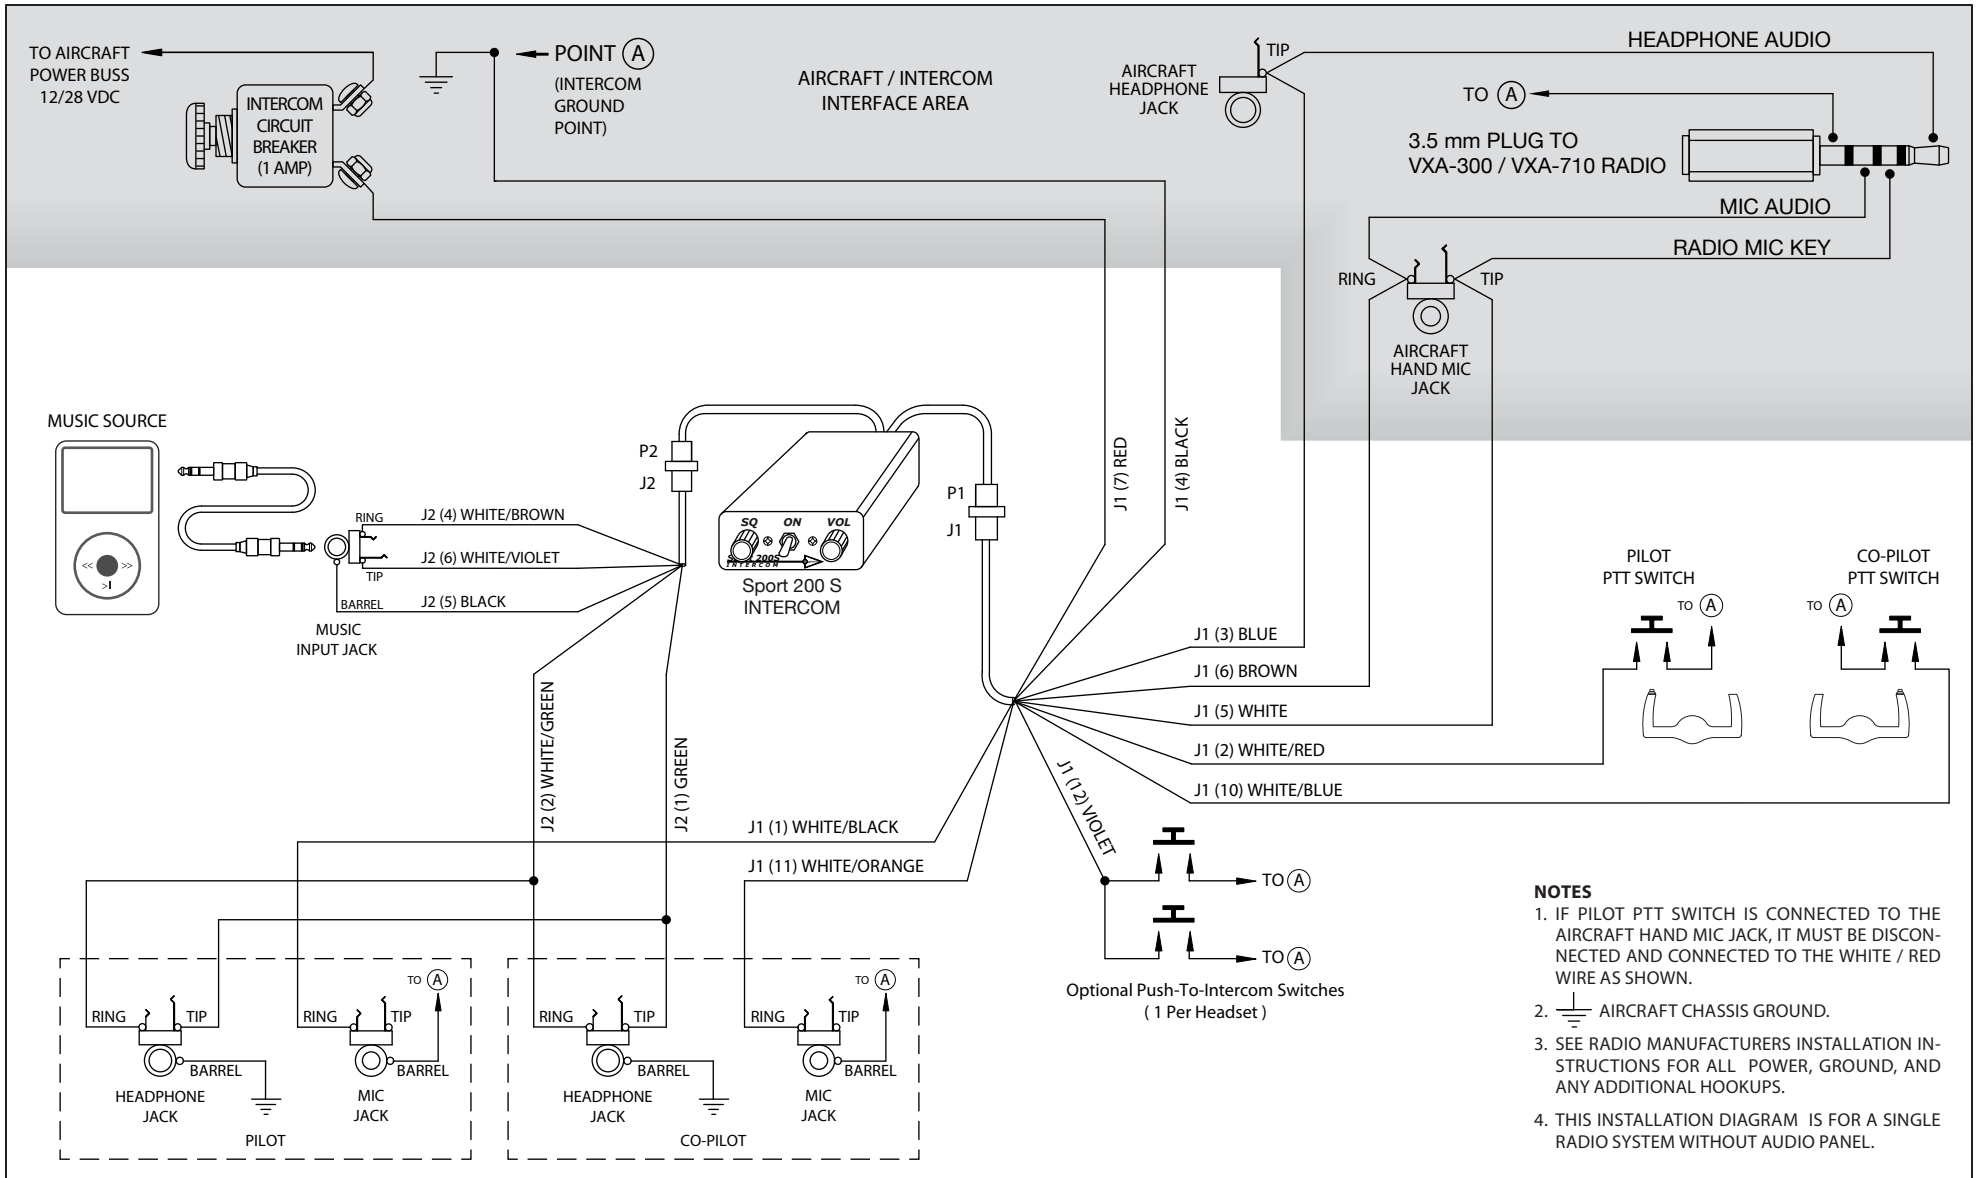 TO AIRCRAFT
POWER BUSS
12/28 VDC
INTERCOM
CIRCUIT
BREAKER
(1 AMP)
POINT A
(INTERCOM
GROUND
POINT)
AIRCRAFT / INTERCOM
INTERFACE AREA
AIRCRAFT
HEADPHONE
JACK
TIP
HEADPHONE AUDIO
TO A
3.5 mm PLUG TO
VXA-300 / VXA-710 RADIO
MIC AUDIO
RADIO MIC KEY
RING
TIP
AIRCRAFT
HAND MIC
JACK
MUSIC SOURCE
<<
>>
>I
RING
TIP
BARREL
MUSIC
INPUT JACK
J2 (4) WHITE/BROWN
J2 (6) WHITE/VIOLET
J2 (5) BLACK
P2
J2
SQ
ON
VOL
200S
INTERCOM
Sport 200 S
INTERCOM
P1
J1
J1 (7) RED
J1 (4) BLACK
J1 (3) BLUE
J1 (6) BROWN
J1 (5) WHITE
J1 (2) WHITE/RED
J1 (10) WHITE/BLUE
J1 (12) VIOLET
PILOT
PTT SWITCH
TO A
CO-PILOT
PTT SWITCH
TO A
J2 (2) WHITE/GREEN
J2 (1) GREEN
J1 (1) WHITE/BLACK
J1 (11) WHITE/ORANGE
TO A
TO A
Optional Push-To-Intercom Switches
( 1 Per Headset )
RING
TIP
BARREL
HEADPHONE
JACK
RING
TIP
TO A
BARREL
MIC
JACK
PILOT
RING
TIP
BARREL
HEADPHONE
JACK
RING
TIP
TO A
BARREL
MIC
JACK
CO-PILOT
NOTES
1. IF PILOT PTT SWITCH IS CONNECTED TO THE
AIRCRAFT HAND MIC JACK, IT MUST BE DISCON-
NECTED AND CONNECTED TO THE WHITE / RED
WIRE AS SHOWN.
2. AIRCRAFT CHASSIS GROUND.
3. SEE RADIO MANUFACTURERS INSTALLATION IN-
STRUCTIONS FOR ALL POWER, GROUND, AND
ANY ADDITIONAL HOOKUPS.
4. THIS INSTALLATION DIAGRAM IS FOR A SINGLE
RADIO SYSTEM WITHOUT AUDIO PANEL.